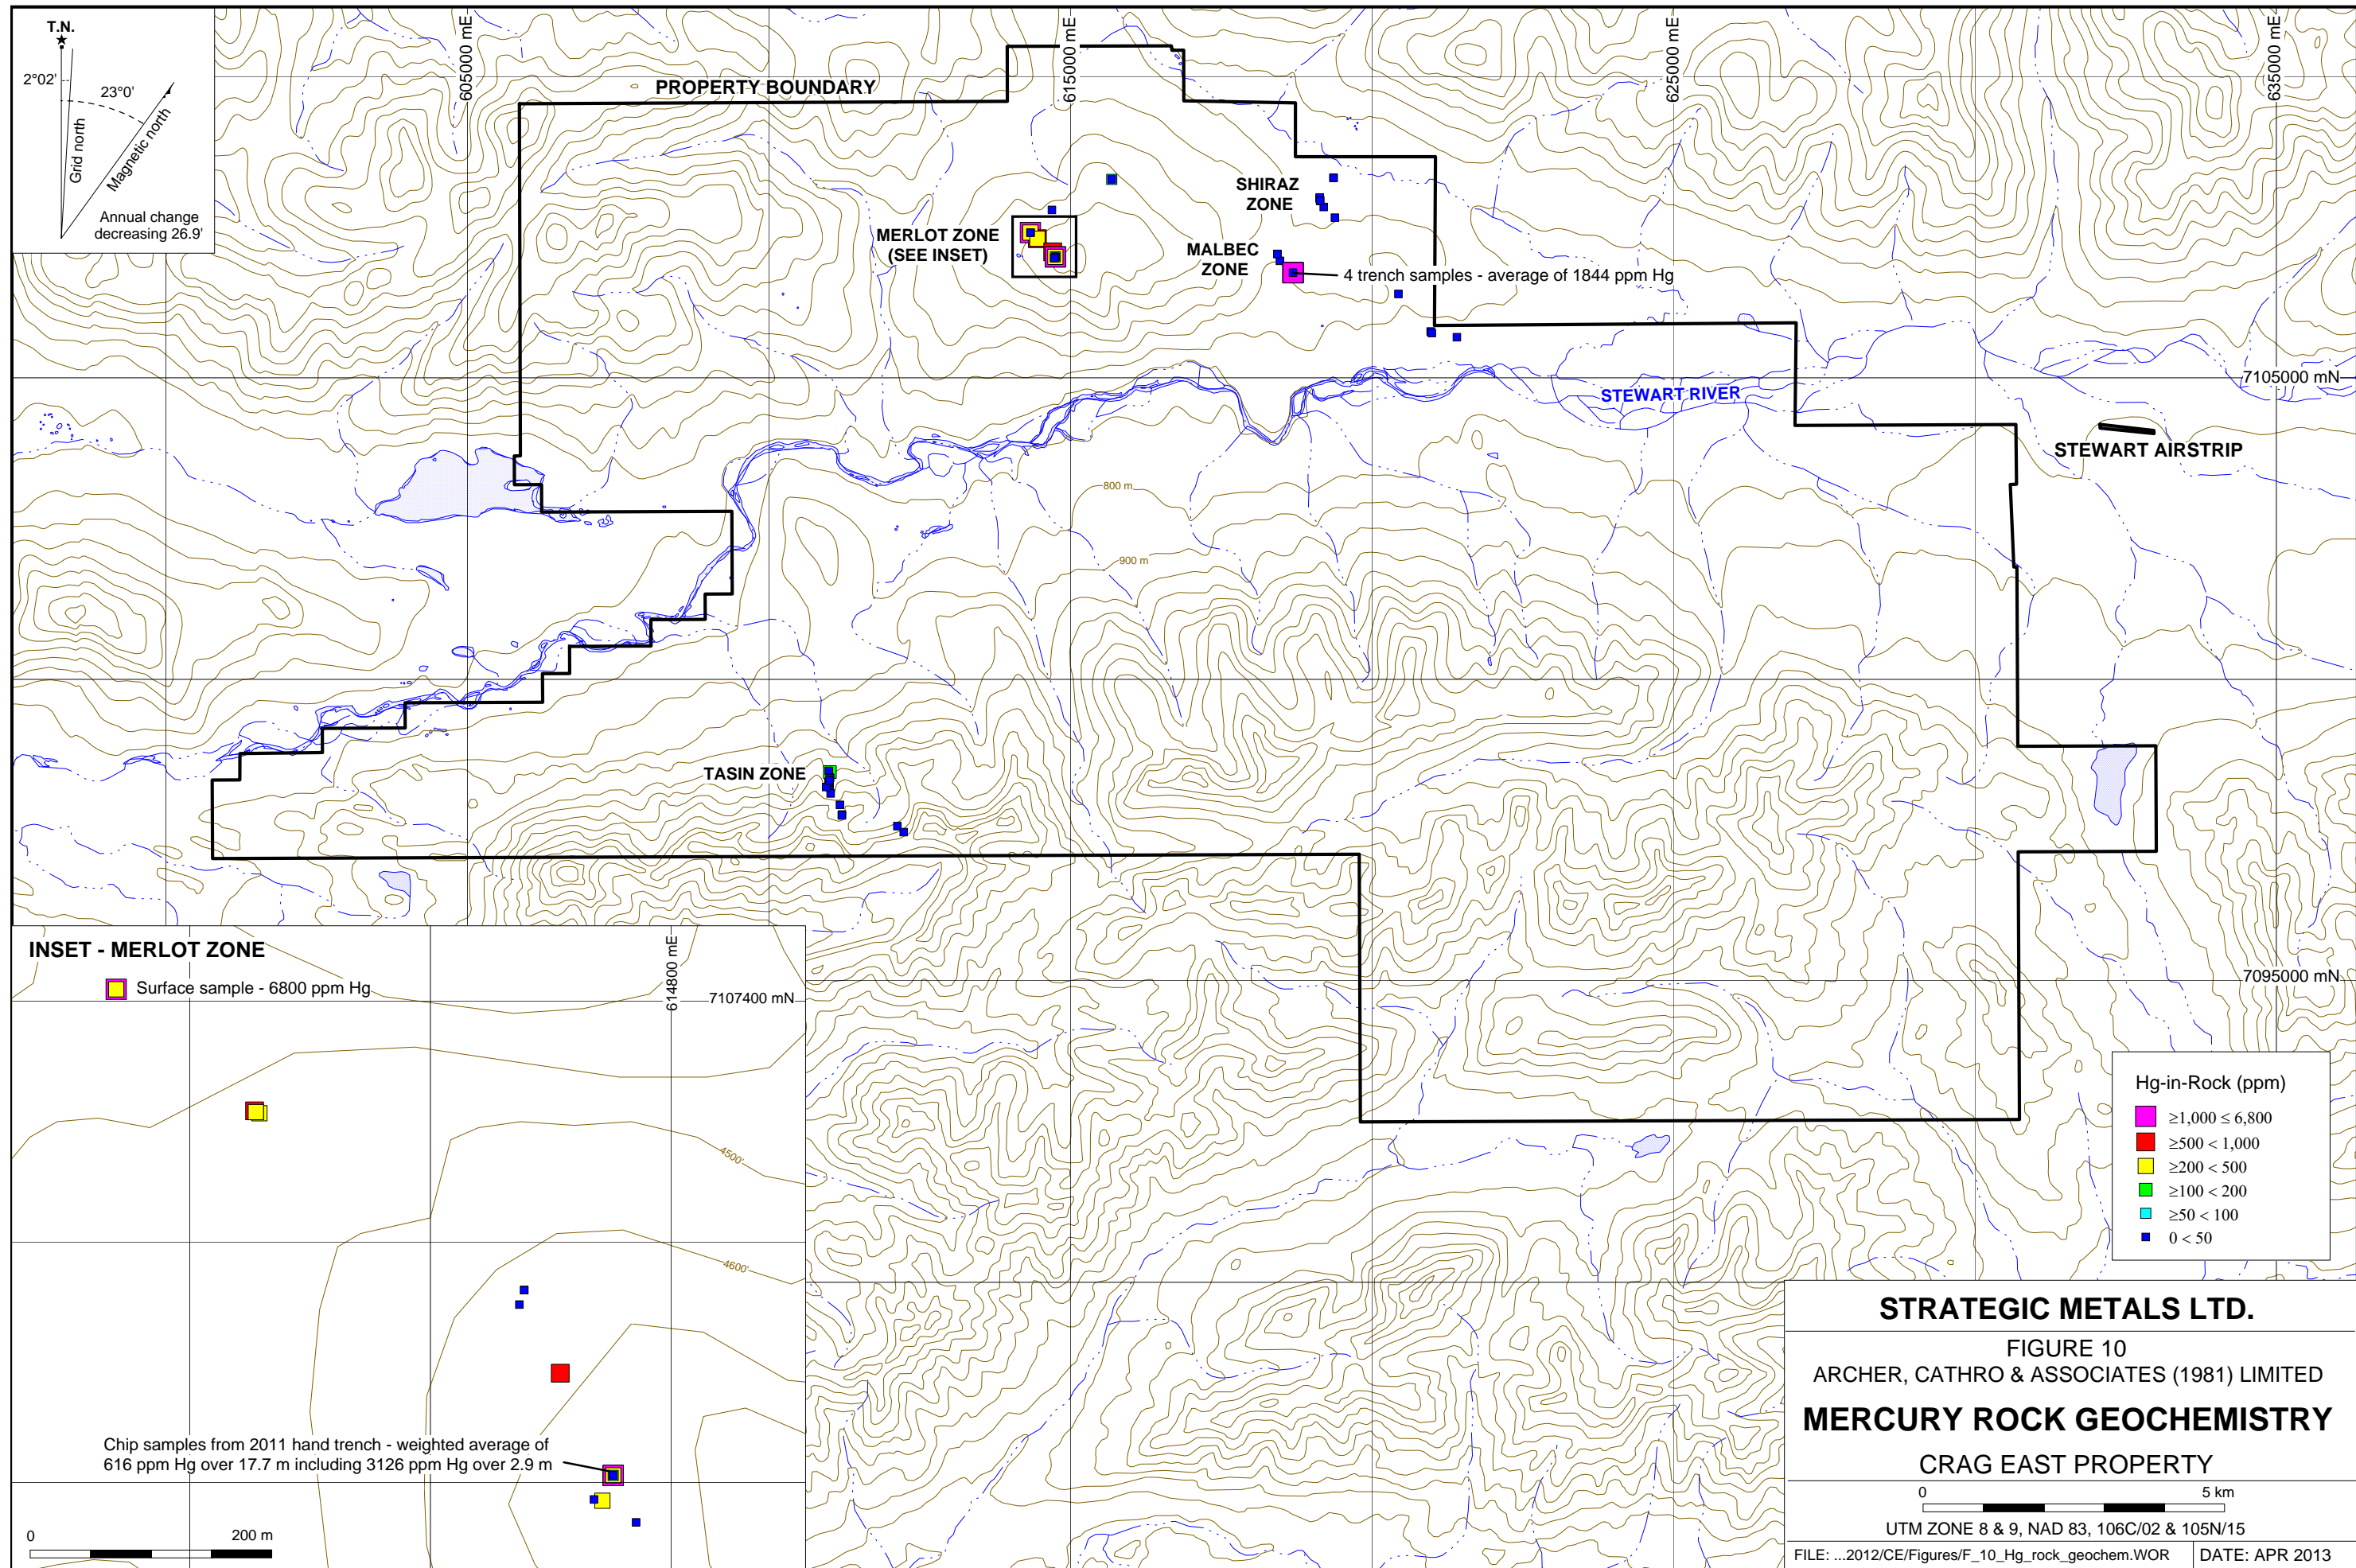 T.N.
2°02'
23°0'
Grid north
Magnetic north
Annual change
decreasing 26.9'
605000 mE
615000 mE
625000 mE
635000 mE
PROPERTY BOUNDARY
SHIRAZ
ZONE
MERLOT ZONE
(SEE INSET)
MALBEC
ZONE
4 trench samples - average of 1844 ppm Hg
7105000 mN
STEWART RIVER
STEWART AIRSTRIP
800 m
900 m
TASIN ZONE
7095000 mN
INSET - MERLOT ZONE
Surface sample - 6800 ppm Hg
614800 mE
7107400 mN
4500'
4600'
Chip samples from 2011 hand trench - weighted average of
616 ppm Hg over 17.7 m including 3126 ppm Hg over 2.9 m
0 200 m
Hg-in-Rock (ppm)
≥1,000 ≤ 6,800
≥500 < 1,000
≥200 < 500
≥100 < 200
≥50 < 100
0 < 50
STRATEGIC METALS LTD.
FIGURE 10
ARCHER, CATHRO & ASSOCIATES (1981) LIMITED
MERCURY ROCK GEOCHEMISTRY
CRAG EAST PROPERTY
0 5 km
UTM ZONE 8 & 9, NAD 83, 106C/02 & 105N/15
FILE: ...2012/CE/Figures/F_10_Hg_rock_geochem.WOR DATE: APR 2013